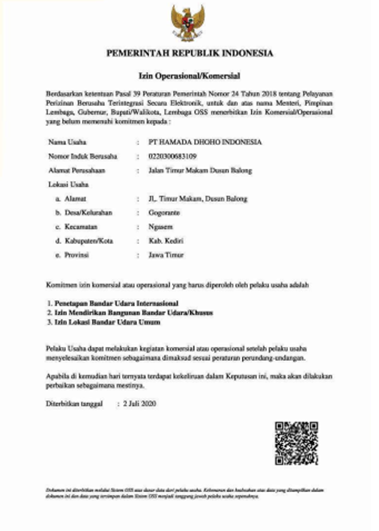 PEMERINTAH REPUBLIK INDONESIA
Izin Operasional/Komersial
Berdasarkan ketentuan Pasal 39 Peraturan Pemerintah Nomor 24 Tahun 2018 tentang Pelayanan
Perizinan Berusaha Terintegrasi Secara Elektronik, untuk dan atas nama Menteri, Pimpinan
Lembaga, Gubernur, Bupati/Walikota, Lembaga OSS menerbitkan Izin Komersial/Operasional
yang belum memenuhi komitmen kepada :
Nama Usaha : PT HAMADA DHOHO INDONESIA
Nomor Induk Berusaha : 0220300683109
Alamat Perusahaan : Jalan Timur Makam Dusun Balong
Lokasi Usaha
a. Alamat : JL. Timur Makam, Dusun Balong
b. Desa/Kelurahan : Gogorante
c. Kecamatan : Ngasem
d. Kabupaten/Kota : Kab. Kediri
e. Provinsi : Jawa Timur
Komitmen izin komersial atau operasional yang harus diperoleh oleh pelaku usaha adalah
1. Penetapan Bandar Udara Internasional
2. Izin Mendirikan Bangunan Bandar Udara/Khusus
3. Izin Lokasi Bandar Udara Umum
Pelaku Usaha dapat melakukan kegiatan komersial atau operasional setelah pelaku usaha
menyelesaikan komitmen sebagaimana dimaksud sesuai peraturan perundang-undangan.
Apabila di kemudian hari ternyata terdapat kekeliruan dalam Keputusan ini, maka akan dilakukan
perbaikan sebagaimana mestinya.
Diterbitkan tanggal : 2 Juli 2020
Dokumen ini diterbitkan melalui Sistem OSS atas dasar data dari pelaku usaha. Kebenaran dan keabsahan atas data yang ditampilkan dalam
dokumen ini dan data yang tersimpan dalam Sistem OSS menjadi tanggung jawab pelaku usaha sepenuhnya.